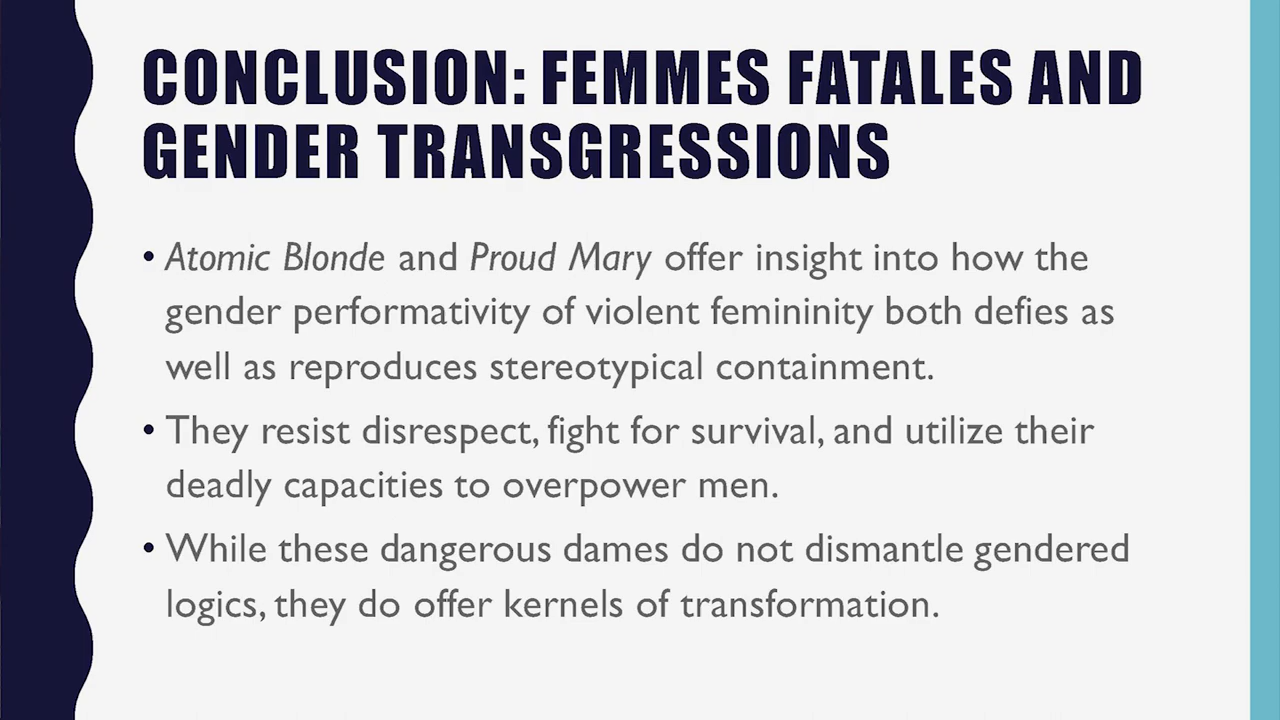 CONCLUSION: FEMMES FATALES AND
GENDER TRANSGRESSIONS
• Atomic Blonde and Proud Mary offer insight into how the
gender performativity of violent femininity both defies as
well as reproduces stereotypical containment.
• They resist disrespect, fight for survival, and utilize their
deadly capacities to overpower men.
• While these dangerous dames do not dismantle gendered
logics, they do offer kernels of transformation.